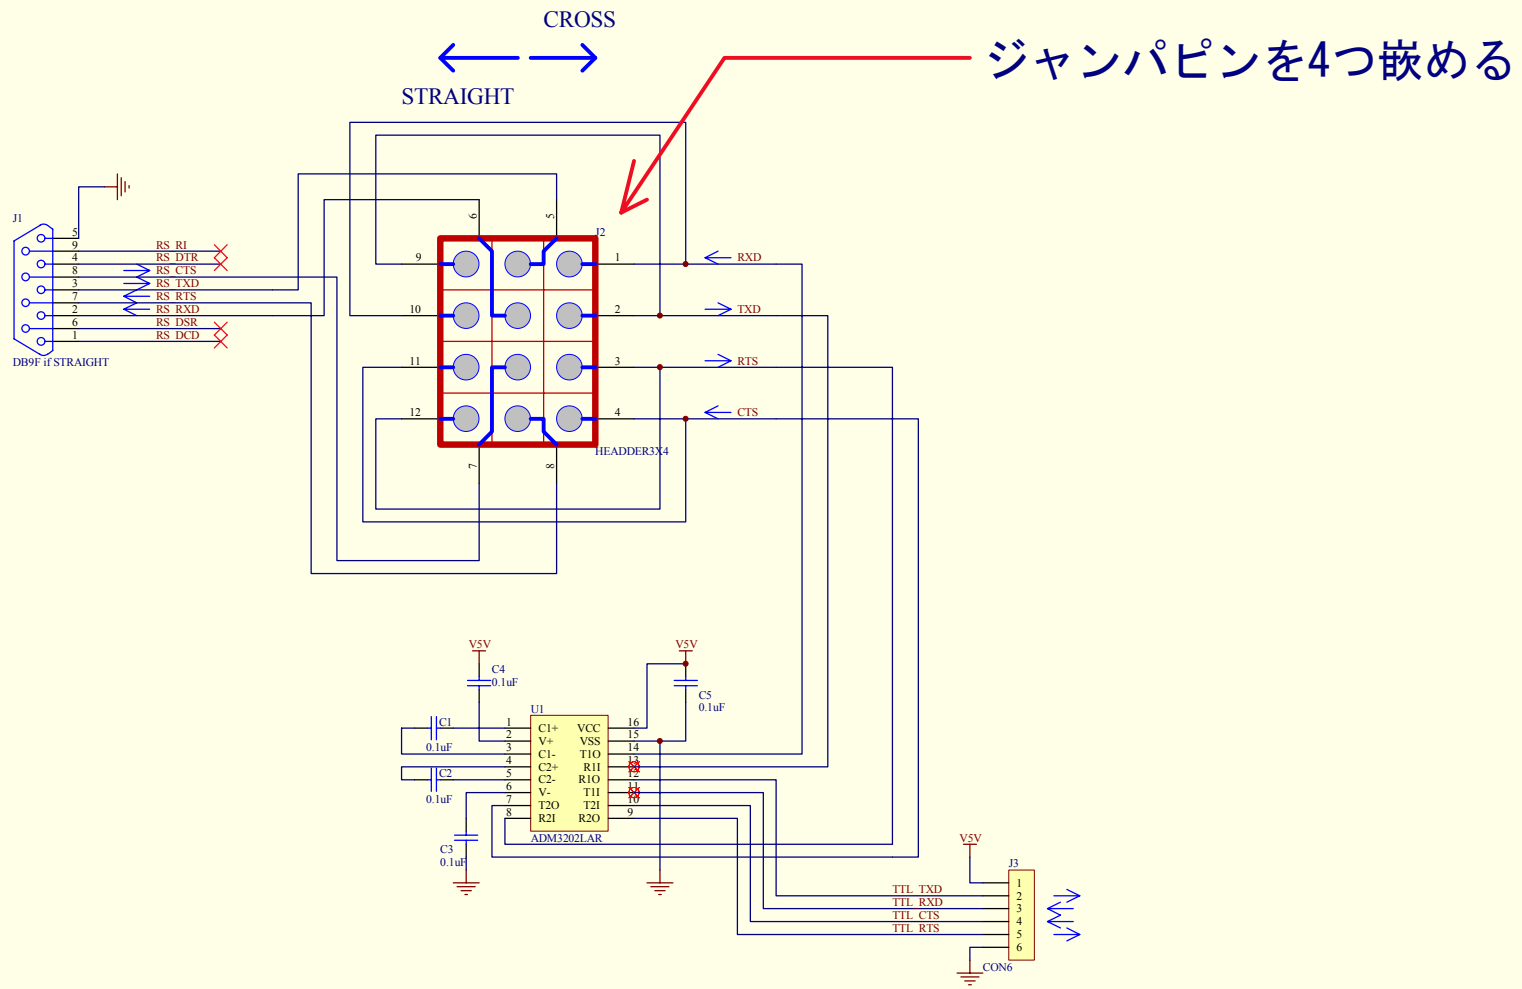 CROSS
ジャンパピンを4つ嵌める
STRAIGHT
J1
5
9 RS RI
4 RS DTR
8 RS CTS
3 RS TXD
7 RS RTS
2 RS RXD
6 RS DSR
1 RS DCD
DB9F if STRAIGHT
6
5
J2
9
1
RXD
10
2
TXD
11
3
RTS
12
4
CTS
HEADDER3X4
7
8
V5V
V5V
C4
0.1uF
C5
0.1uF
U1
C1
0.1uF
C2
0.1uF
1 C1+ VCC 16
2 V+ VSS 15
3 C1- T1O 14
4 C2+ R1I 13
5 C2- R1O 12
6 V- T1I 11
7 T2O T2I 10
8 R2I R2O 9
ADM3202LAR
C3
0.1uF
V5V
J3
1
TTL TXD 2
TTL RXD 3
TTL CTS 4
TTL RTS 5
6
CON6